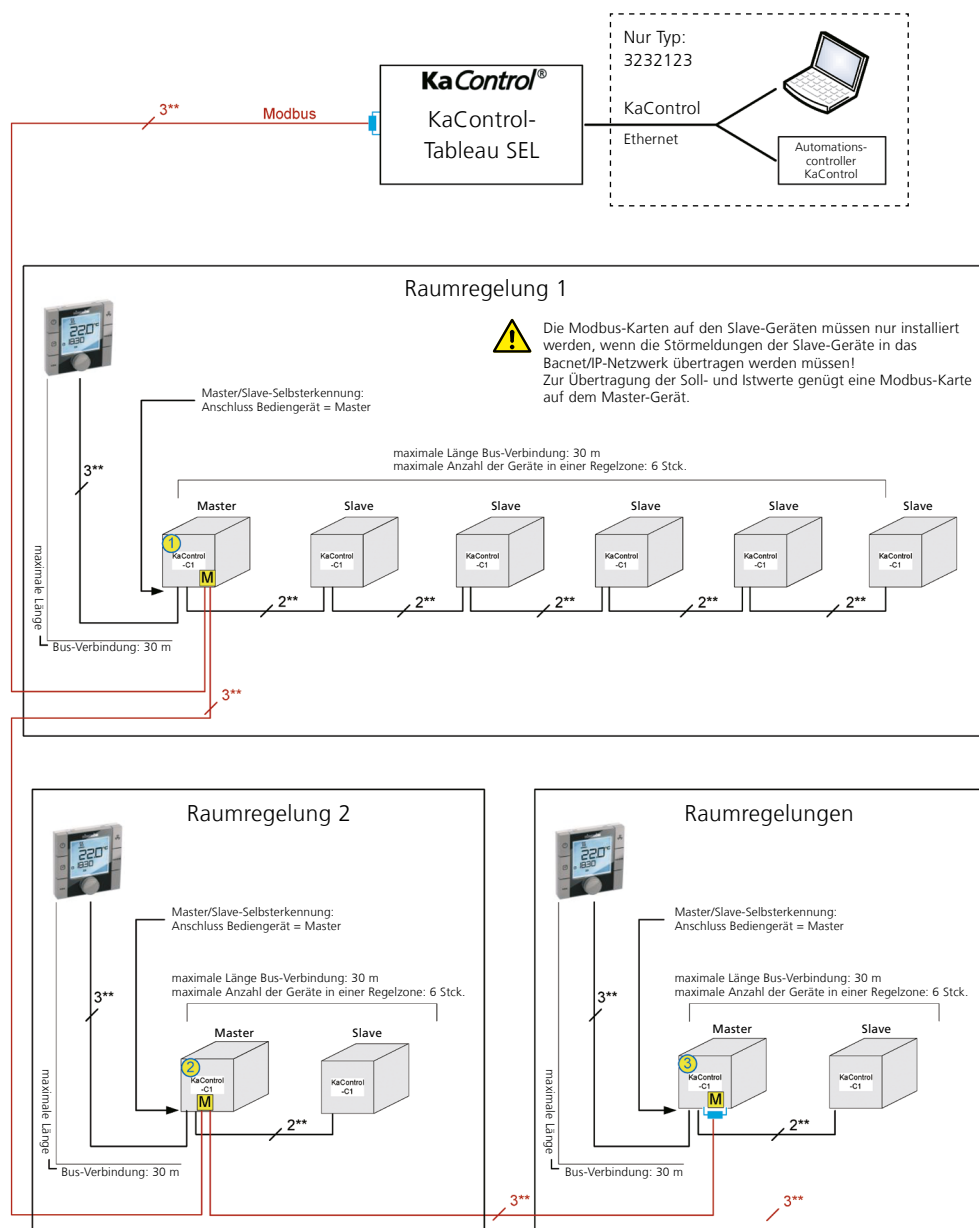 Nur Typ:
3232123
KaControl®
KaControl-
Tableau SEL
KaControl
Ethernet
Automations-
controller
KaControl
3**
Modbus
Raumregelung 1
Die Modbus-Karten auf den Slave-Geräten müssen nur installiert
werden, wenn die Störmeldungen der Slave-Geräte in das
Bacnet/IP-Netzwerk übertragen werden müssen!
Zur Übertragung der Soll- und Istwerte genügt eine Modbus-Karte
auf dem Master-Gerät.
Master/Slave-Selbsterkennung:
Anschluss Bediengerät = Master
maximale Länge Bus-Verbindung: 30 m
maximale Anzahl der Geräte in einer Regelzone: 6 Stck.
3**
Master
Slave
Slave
Slave
Slave
Slave
1
KaControl
-C1
M
KaControl
-C1
KaControl
-C1
KaControl
-C1
KaControl
-C1
KaControl
-C1
2**
2**
2**
2**
2**
maximale Länge
Bus-Verbindung: 30 m
3**
Raumregelung 2
Master/Slave-Selbsterkennung:
Anschluss Bediengerät = Master
maximale Länge Bus-Verbindung: 30 m
maximale Anzahl der Geräte in einer Regelzone: 6 Stck.
3**
Master
Slave
2
KaControl
-C1
M
KaControl
-C1
2**
maximale Länge
Bus-Verbindung: 30 m
3**
Raumregelungen
Master/Slave-Selbsterkennung:
Anschluss Bediengerät = Master
maximale Länge Bus-Verbindung: 30 m
maximale Anzahl der Geräte in einer Regelzone: 6 Stck.
3**
Master
Slave
3
KaControl
-C1
M
KaControl
-C1
2**
maximale Länge
Bus-Verbindung: 30 m
3**